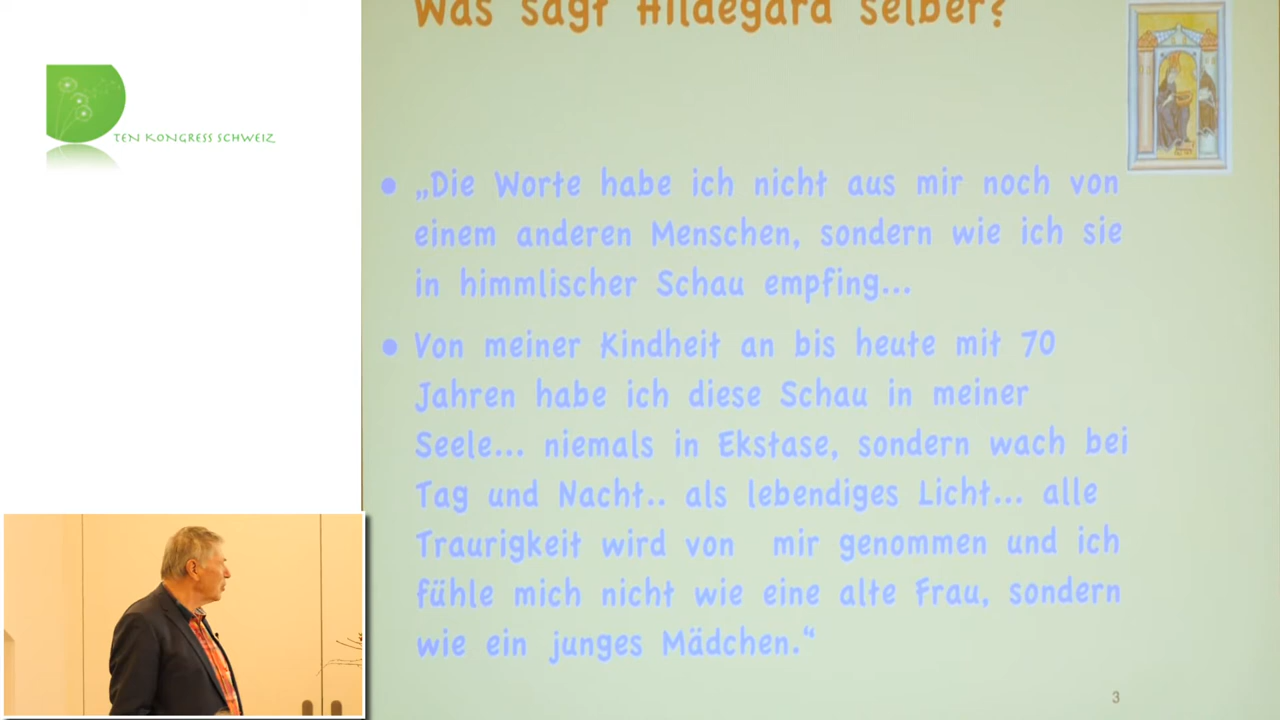 Was sagt Hildegard selber?
TEN KONGRESS SCHWEIZ
• „Die Worte habe ich nicht aus mir noch von
einem anderen Menschen, sondern wie ich sie
in himmlischer Schau empfing...
• Von meiner Kindheit an bis heute mit 70
Jahren habe ich diese Schau in meiner
Seele... niemals in Ekstase, sondern wach bei
Tag und Nacht.. als lebendiges Licht... alle
Traurigkeit wird von mir genommen und ich
fühle mich nicht wie eine alte Frau, sondern
wie ein junges Mädchen.“
3